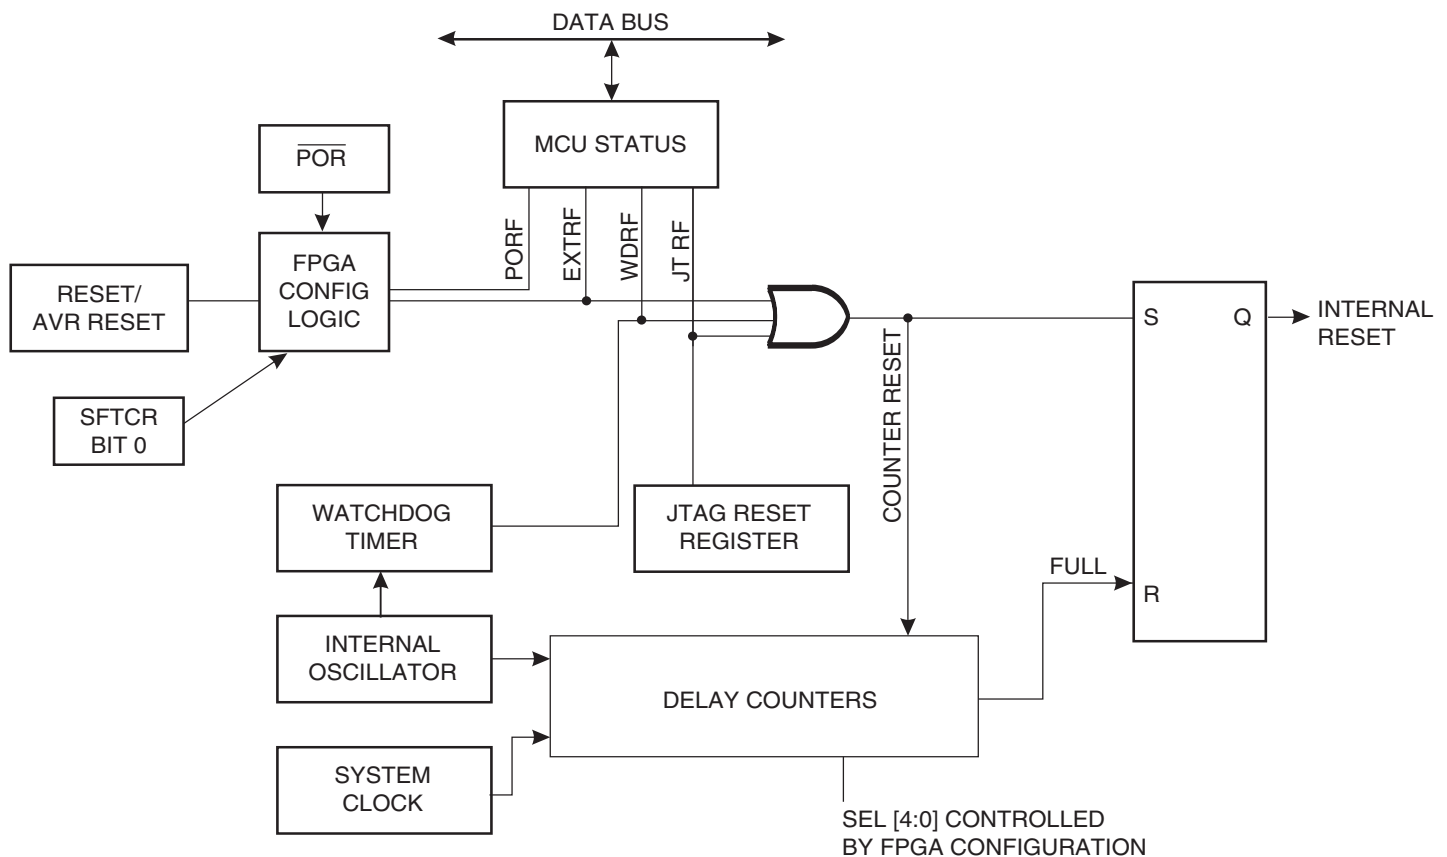 DATA BUS
MCU STATUS
POR
FPGA
CONFIG
LOGIC
RESET/
AVR RESET
SFTCR
BIT 0
PORF
EXTRF
WDRF
JT RF
COUNTER RESET
S
Q
INTERNAL
RESET
WATCHDOG
TIMER
JTAG RESET
REGISTER
FULL
R
INTERNAL
OSCILLATOR
DELAY COUNTERS
SYSTEM
CLOCK
SEL [4:0] CONTROLLED
BY FPGA CONFIGURATION